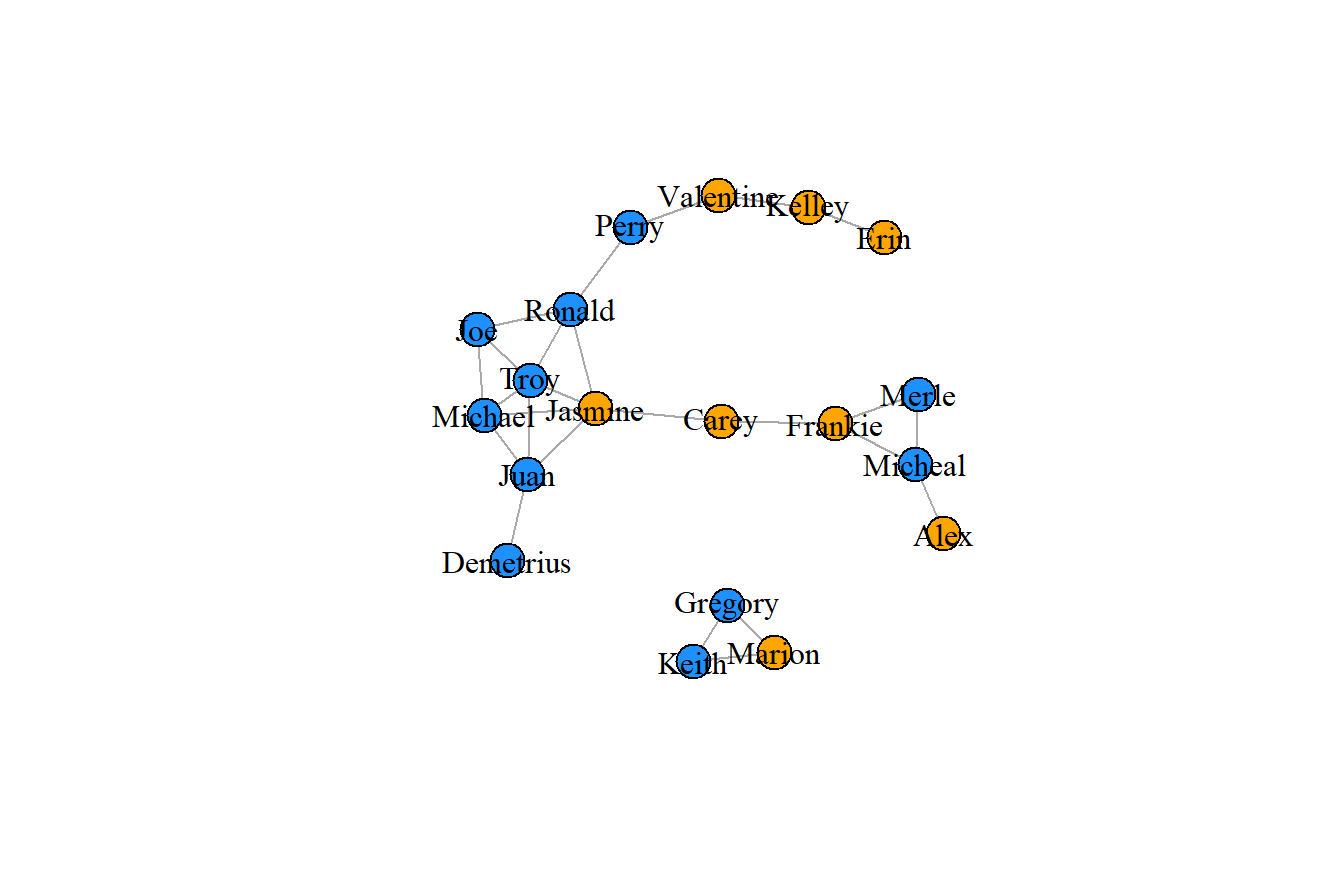 Valentine
Kelley
Perry
Erin
Ronald
Joe
Troy
Merle
Michael
Jasmine
Carey
Frankie
Micheal
Juan
Alex
Demetrius
Gregory
Keith
Marion